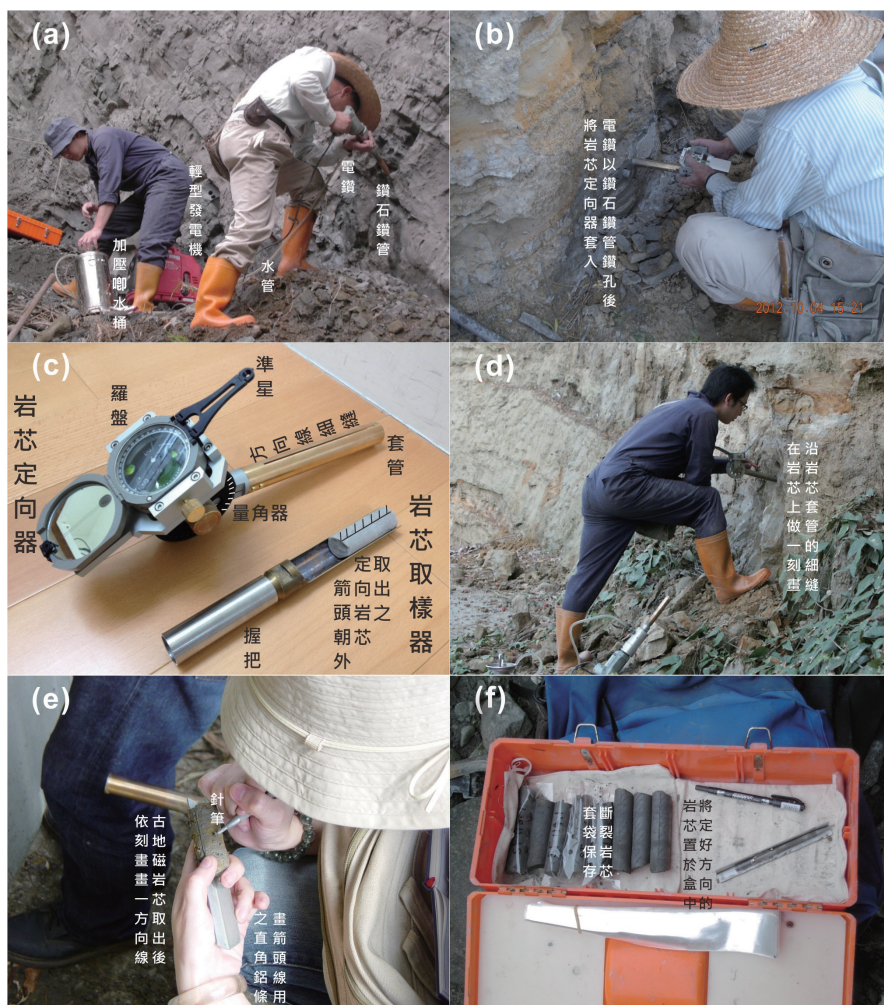 (a)
電鑽
鑽石鑽管
輕型發電機
水管
加壓唧水桶
(b)
電鑽以鑽石鑽管鑽孔後
將岩芯定向器套入
2012.10.04 15:21
(c)
岩芯定向器
羅盤
準星
方向線細縫
套管
量角器
岩芯取樣器
取出之
定向岩芯
箭頭朝外
握把
(d)
沿岩芯套管的細縫
在岩芯上做一刻畫
(e)
針筆
古地磁岩芯取出後
依刻畫畫一方向線
畫箭頭線用
之直角鋁條
(f)
斷裂岩芯
套袋保存
將定好方向的
岩芯置於盒中